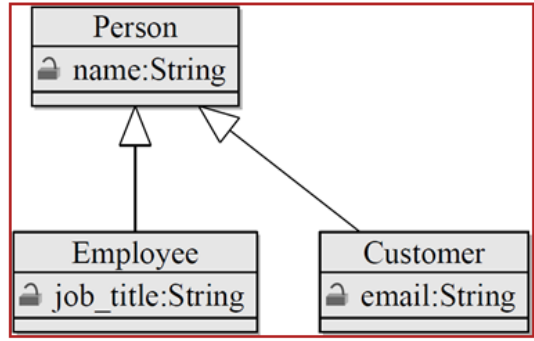 Person
name:String
Employee
job_title:String
Customer
email:String